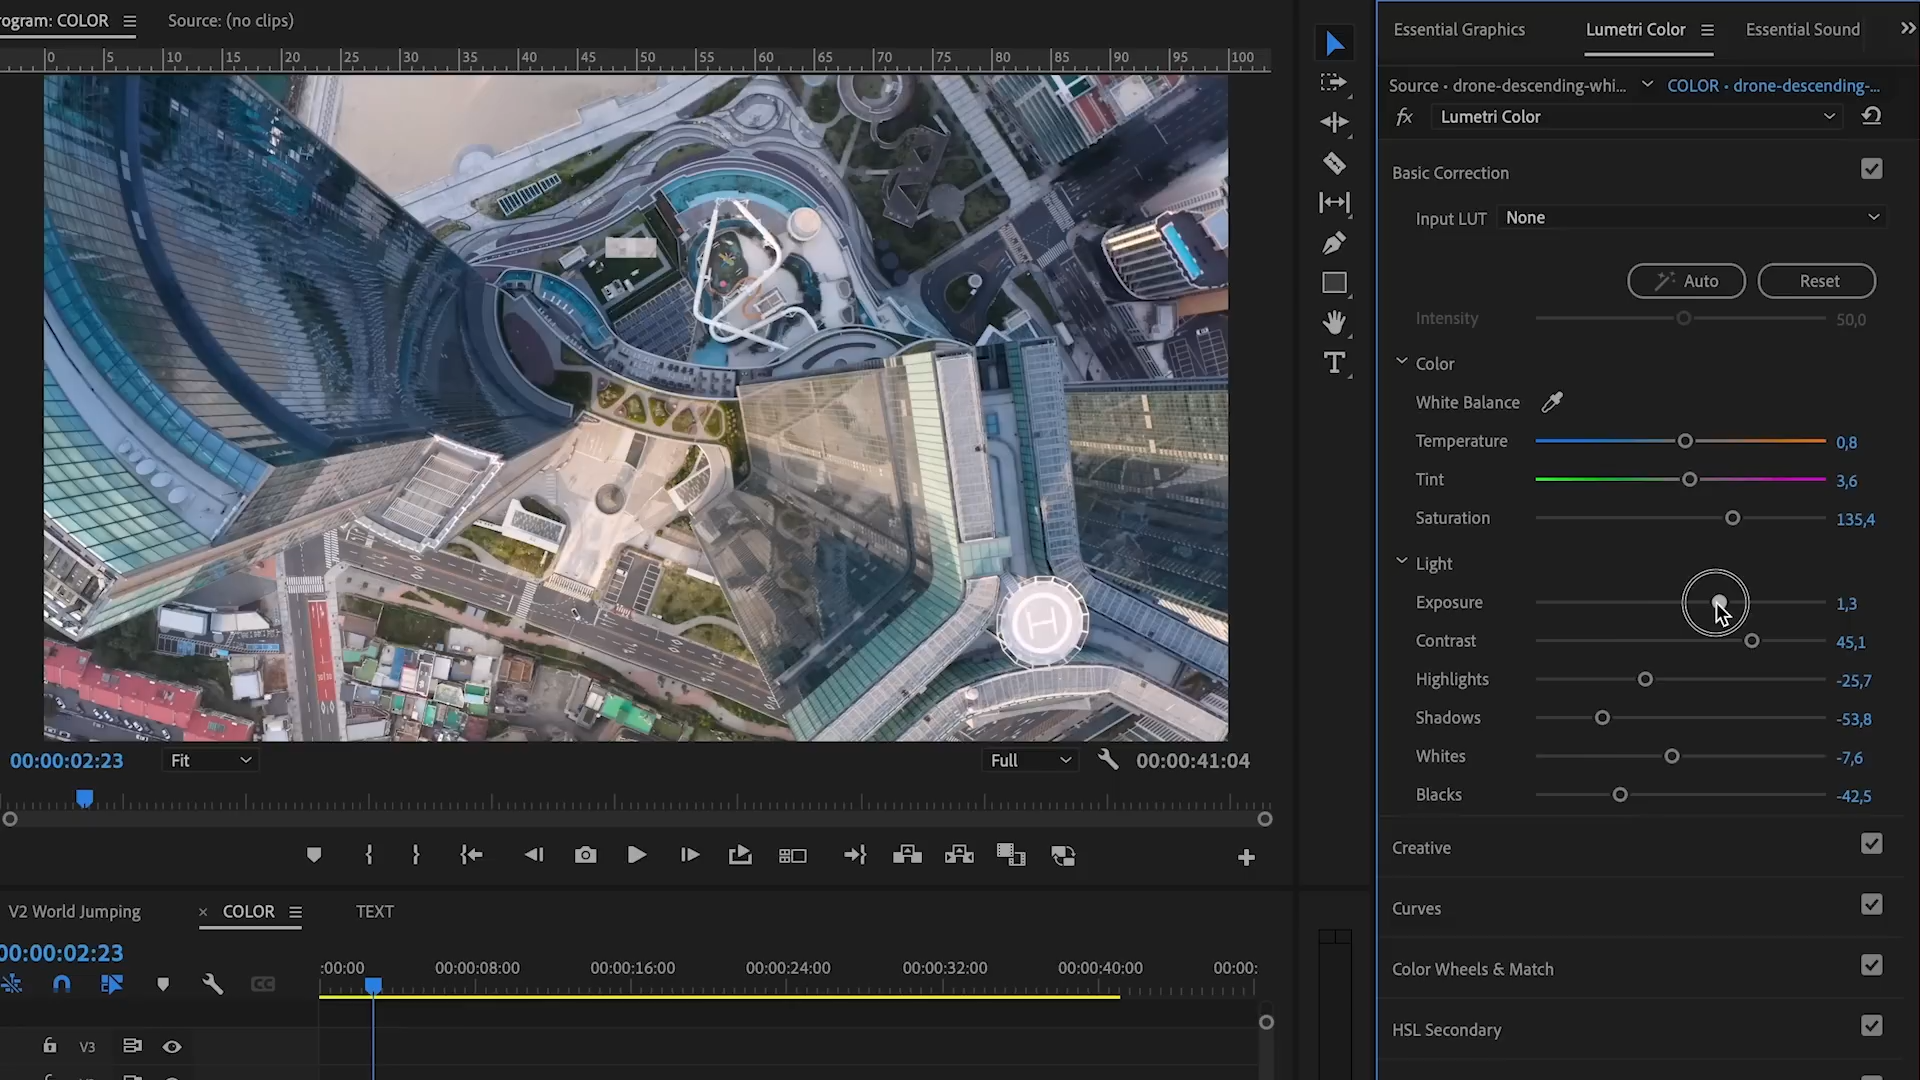 rogram: COLOR
Source: (no clips)
0 5 10 15 20 25 30 35 40 45 50 55 60 65 70 75 80 85 90 95 100
H
00:00:02:23
Fit
Full
00:00:41:04
V2 World Jumping
× COLOR
TEXT
00:00:02:23
:00:00 00:00:08:00 00:00:16:00 00:00:24:00 00:00:32:00 00:00:40:00 00:00:
V3
T
Essential Graphics
Lumetri Color
Essential Sound
Source · drone-descending-whi...
COLOR · drone-descending-...
fx Lumetri Color
Basic Correction
Input LUT None
Auto
Reset
Intensity 50,0
Color
White Balance
Temperature 0,8
Tint 3,6
Saturation 135,4
Light
Exposure 1,3
Contrast 45,1
Highlights -25,7
Shadows -53,8
Whites -7,6
Blacks -42,5
Creative
Curves
Color Wheels & Match
HSL Secondary